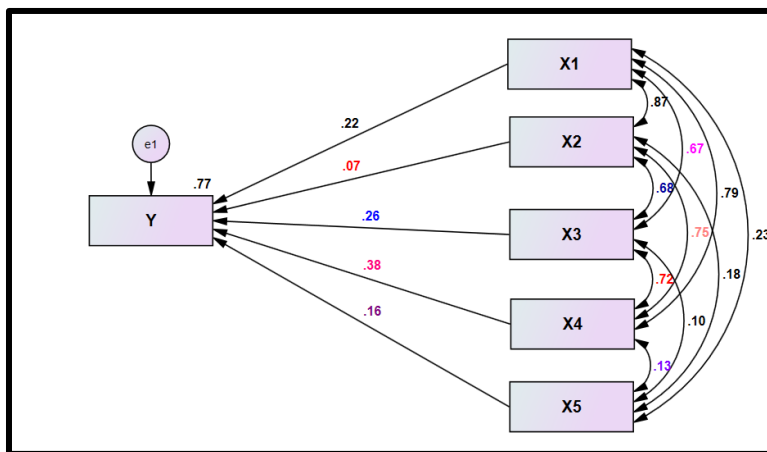 X1
.87
.22
X2
e1
.67
.07
.77
.68
.79
Y
.26
X3
.75
.23
.38
.72
.18
X4
.10
.16
.13
X5